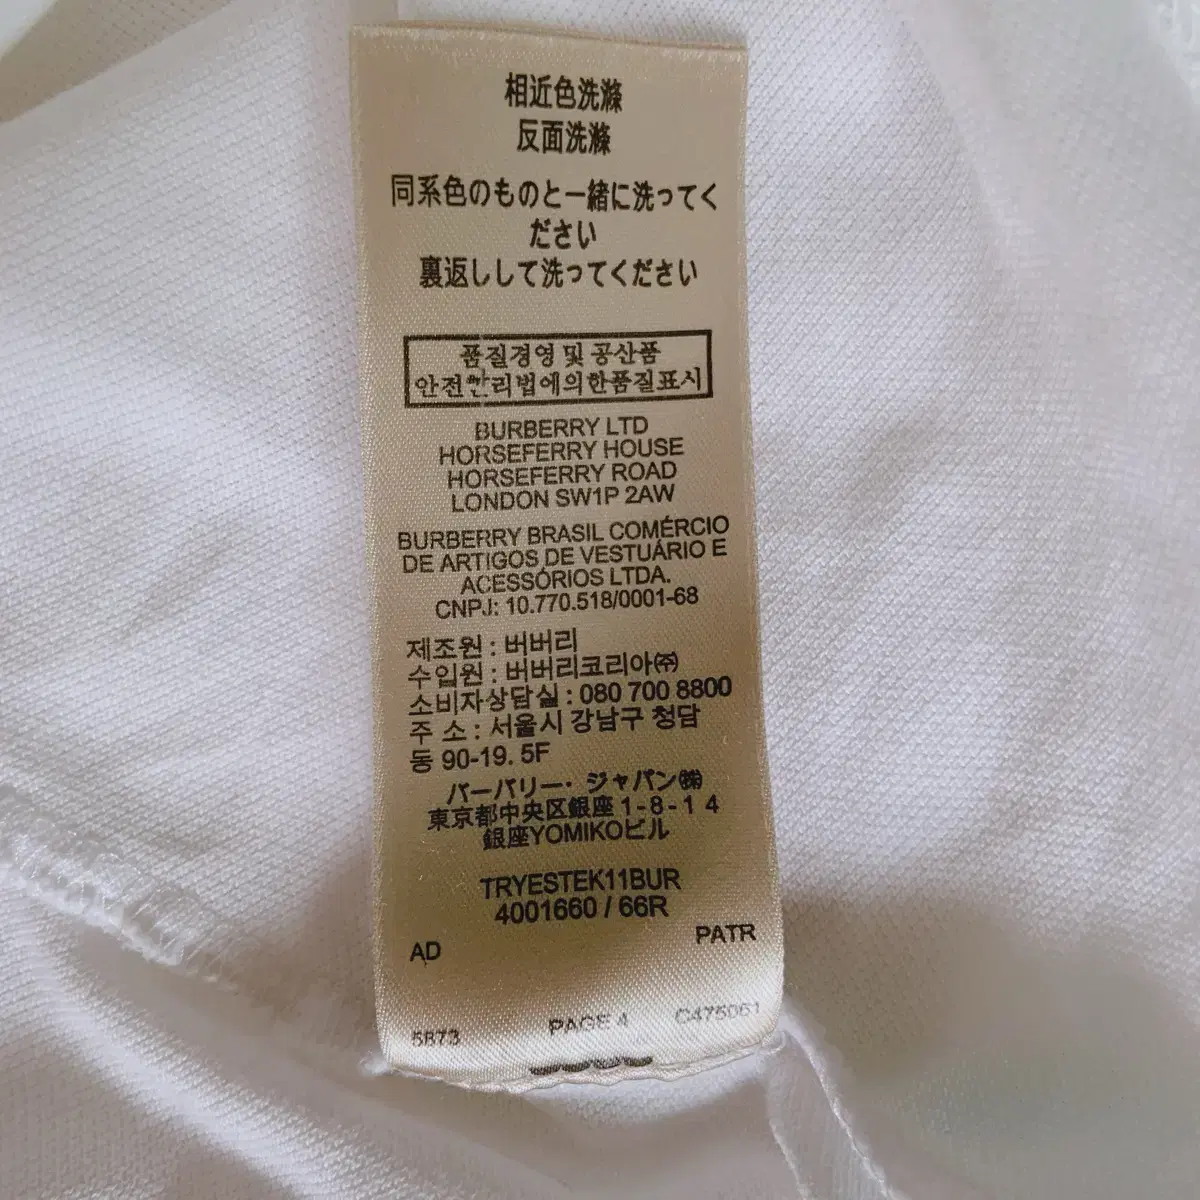 相近色洗滌
反面洗滌
同系色のものと一緒に洗ってく
ださい
裏返しして洗ってください
품질경영 및 공산품
안전관리법에의한품질표시
BURBERRY LTD
HORSEFERRY HOUSE
HORSEFERRY ROAD
LONDON SW1P 2AW
BURBERRY BRASIL COMÉRCIO
DE ARTIGOS DE VESTUÁRIO E
ACESSÓRIOS LTDA.
CNPJ: 10.770.518/0001-68
제조원 : 버버리
수입원 : 버버리코리아㈜
소비자상담실 : 080 700 8800
주 소 : 서울시 강남구 청담
동 90-19. 5F
バーバリー・ジャパン㈱
東京都中央区銀座 1-8-1 4
銀座YOMIKOビル
TRYESTEK11BUR
4001660 / 66R
AD PATR
5873 PAGE 4 C475061